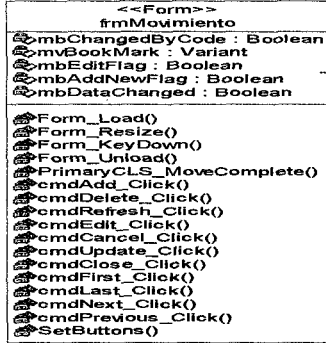 <<Form>>
frmMovimiento
mbChangedByCode : Boolean
mvBookMark : Variant
mbEditFlag : Boolean
mbAddNewFlag : Boolean
mbDataChanged : Boolean
Form_Load()
Form_Resize()
Form_KeyDown()
Form_Unload()
PrimaryCLS_MoveComplete()
cmdAdd_Click()
cmdDelete_Click()
cmdRefresh_Click()
cmdEdit_Click()
cmdCancel_Click()
cmdUpdate_Click()
cmdClose_Click()
cmdFirst_Click()
cmdLast_Click()
cmdNext_Click()
cmdPrevious_Click()
SetButtons()